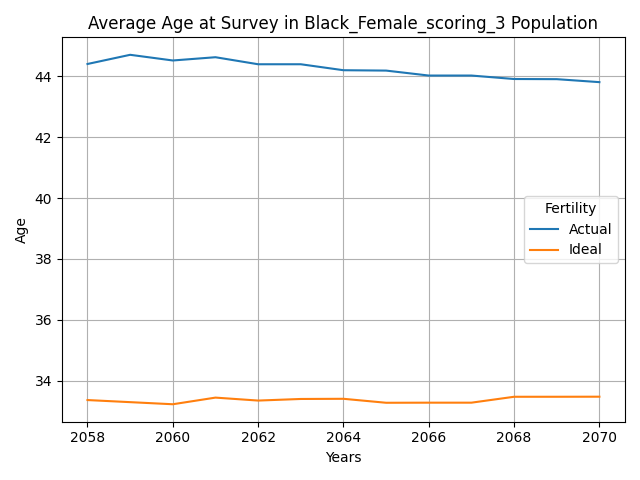 Average Age at Survey in Black_Female_scoring_3 Population
Age
44
42
40
38
36
34
Fertility
Actual
Ideal
2058 2060 2062 2064 2066 2068 2070
Years